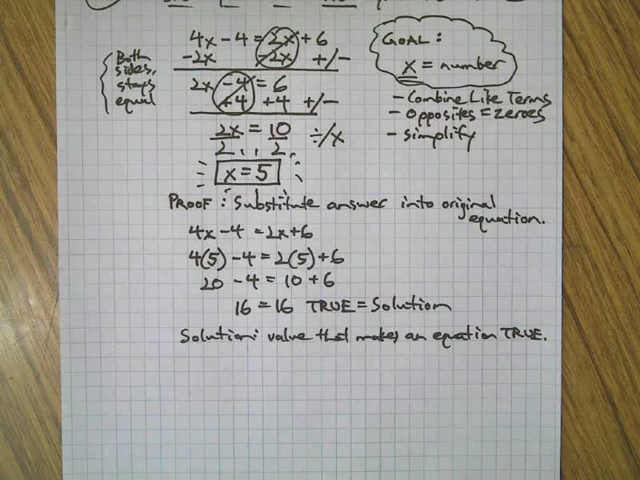 4x - 4 = 2x + 6
-2x -2x +/-
Both sides, stays equal
2x - 4 = 6
+4 +4 +/-
2x = 10 ÷/x
2 2
x = 5
GOAL:
x = number
- Combine Like Terms
- opposites = zeroes
- simplify
PROOF: Substitute answer into original
equation.
4x - 4 = 2x + 6
4(5) - 4 = 2(5) + 6
20 - 4 = 10 + 6
16 = 16 TRUE = Solution
Solution: value that makes an equation TRUE.